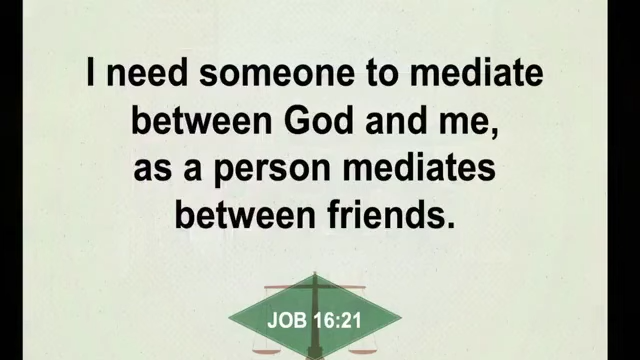 I need someone to mediate
between God and me,
as a person mediates
between friends.
JOB 16:21